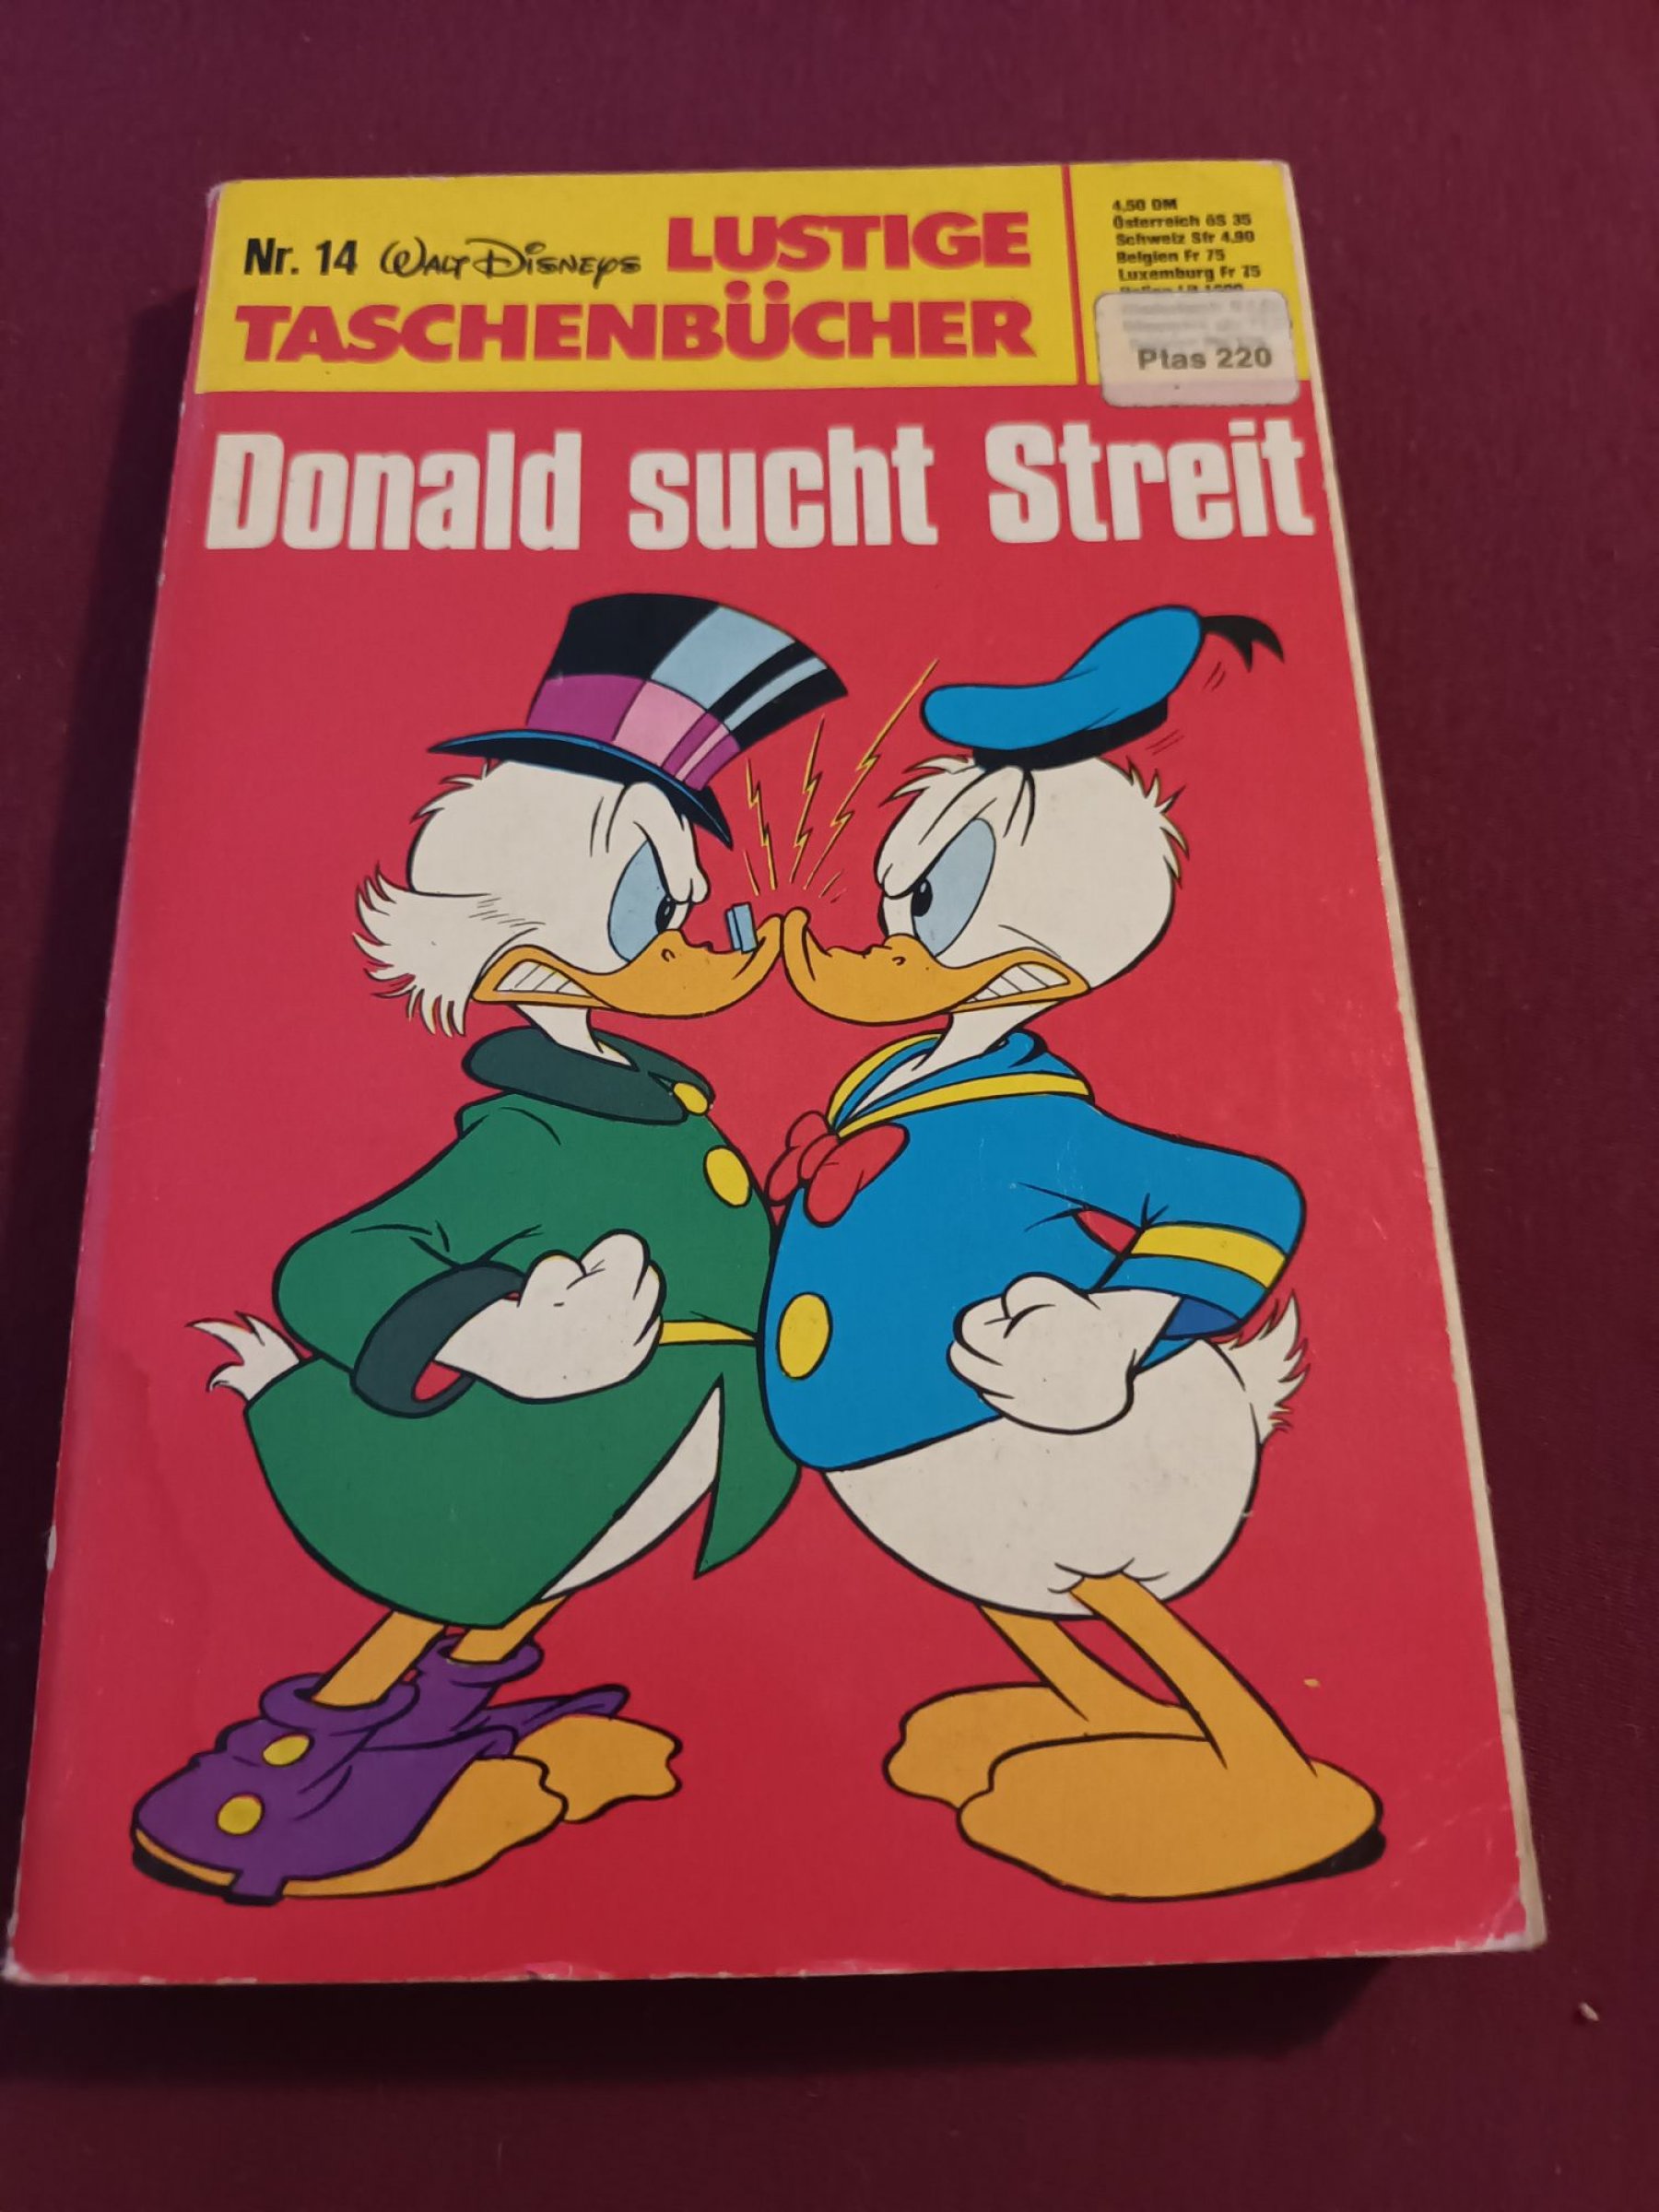 Nr. 14 WALT DISNEYS LUSTIGE
TASCHENBÜCHER
4,50 DM
Österreich öS 35
Schweiz Sfr 4.90
Belgien Fr 75
Luxemburg Fr 75
Ptas 220
Donald sucht Streit